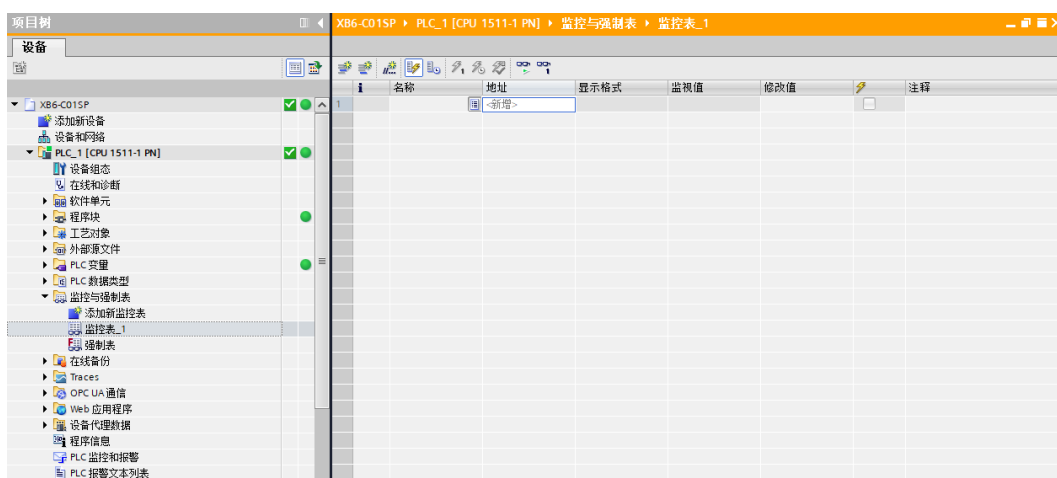 项目树
XB6-C01SP ▸ PLC_1 [CPU 1511-1 PN] ▸ 监控与强制表 ▸ 监控表_1
设备
i 名称 地址 显示格式 监视值 修改值 注释
1 <新增>
XB6-C01SP
添加新设备
设备和网络
PLC_1 [CPU 1511-1 PN]
设备组态
在线和诊断
软件单元
程序块
工艺对象
外部源文件
PLC 变量
PLC 数据类型
监控与强制表
添加新监控表
监控表_1
强制表
在线备份
Traces
OPC UA 通信
Web 应用程序
设备代理数据
程序信息
PLC 监控和报警
PLC 报警文本列表